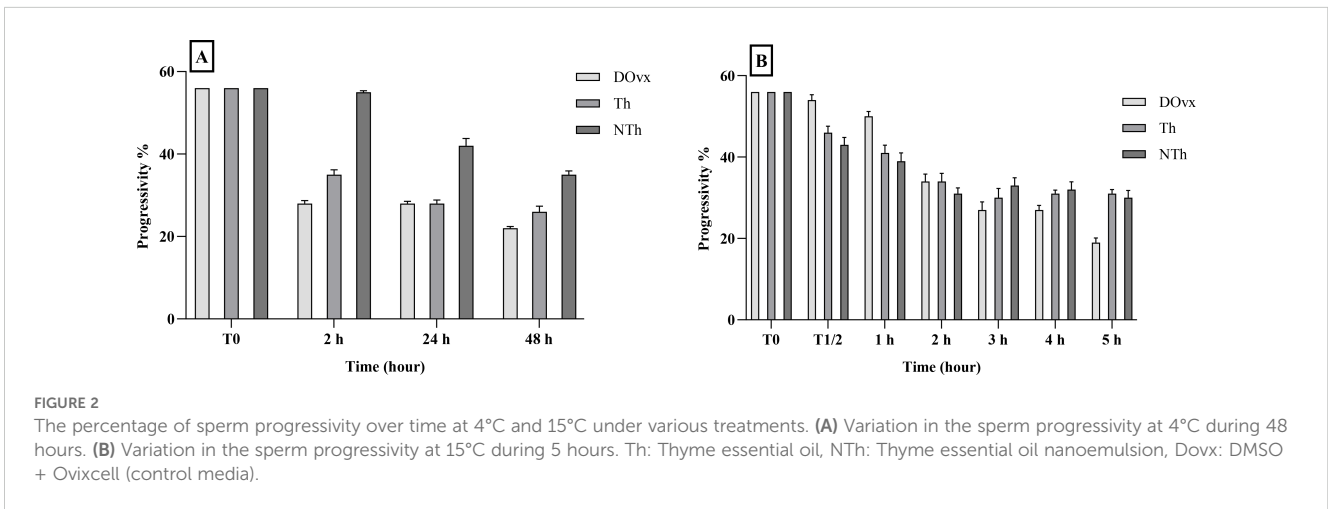 A
60
40
20
0
Progressivity %
T0
2 h
24 h
48 h
Time (hour)
DOvx
Th
NTh
B
60
40
20
0
Progressivity %
T0
T1/2
1 h
2 h
3 h
4 h
5 h
Time (hour)
DOvx
Th
NTh
FIGURE 2
The percentage of sperm progressivity over time at 4°C and 15°C under various treatments. (A) Variation in the sperm progressivity at 4°C during 48
hours. (B) Variation in the sperm progressivity at 15°C during 5 hours. Th: Thyme essential oil, NTh: Thyme essential oil nanoemulsion, Dovx: DMSO
+ Ovixcell (control media).